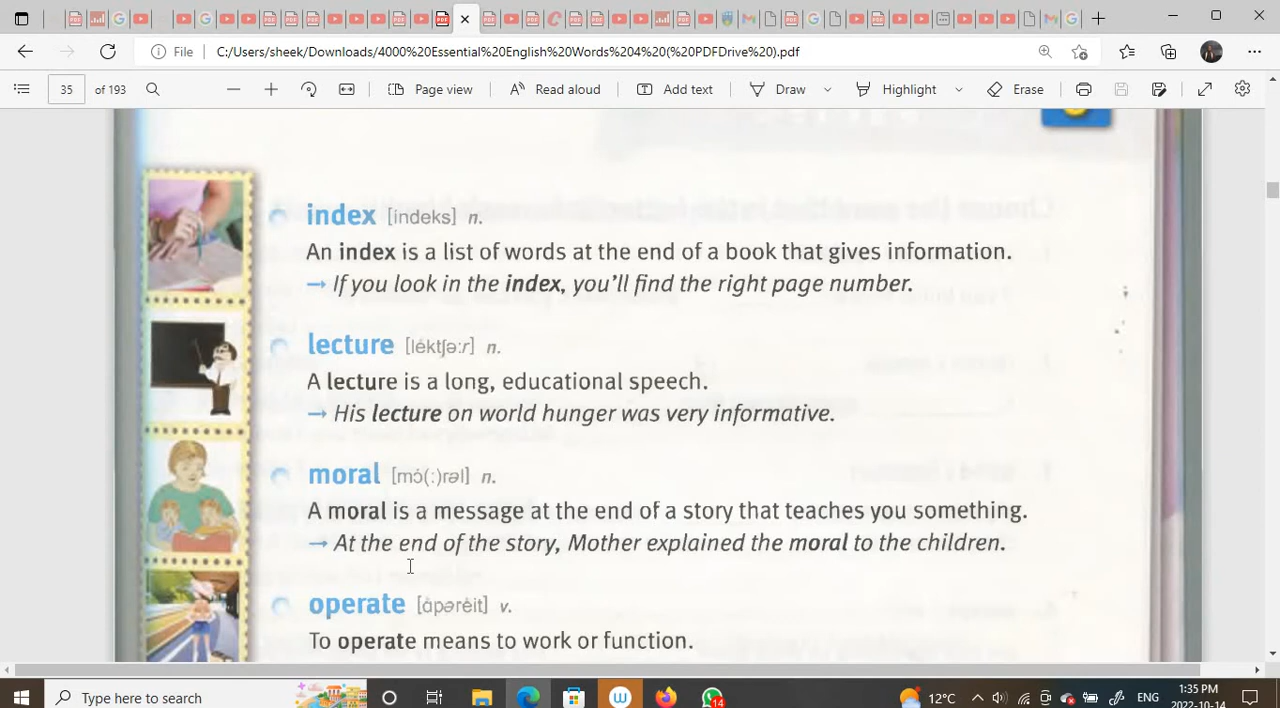 File
C:/Users/sheek/Downloads/4000%20Essential%20English%20Words%204%20(%20PDFDrive%20).pdf
35 of 193
Page view
Read aloud
Add text
Draw
Highlight
Erase
index [índeks] n.
An index is a list of words at the end of a book that gives information.
→ If you look in the index, you'll find the right page number.
lecture [léktʃə:r] n.
A lecture is a long, educational speech.
→ His lecture on world hunger was very informative.
moral [mɔ́(:)rəl] n.
A moral is a message at the end of a story that teaches you something.
→ At the end of the story, Mother explained the moral to the children.
operate [ápərèit] v.
To operate means to work or function.
Type here to search
14
12°C
ENG
1:35 PM
2022-10-14